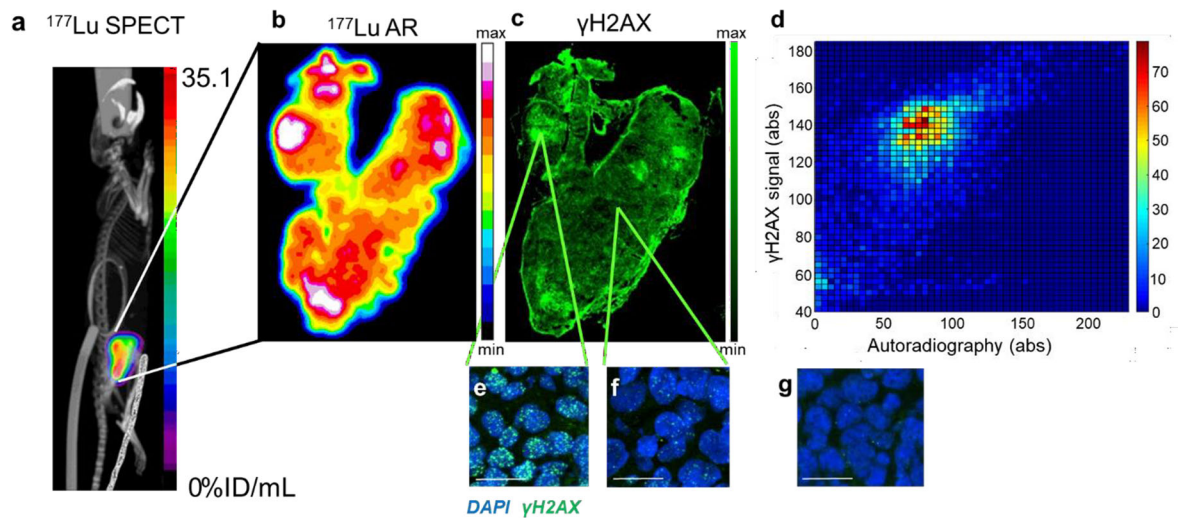 a ¹⁷⁷Lu SPECT
35.1
0%ID/mL
b ¹⁷⁷Lu AR
max
min
c γH2AX
max
min
d
γH2AX signal (abs)
180
160
140
120
100
80
60
40
0 50 100 150 200
Autoradiography (abs)
70
60
50
40
30
20
10
0
e
f
g
DAPI γH2AX